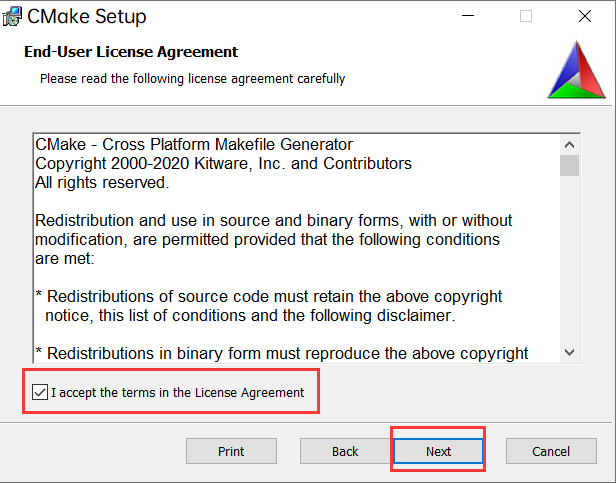 CMake Setup
End-User License Agreement
Please read the following license agreement carefully
CMake - Cross Platform Makefile Generator
Copyright 2000-2020 Kitware, Inc. and Contributors
All rights reserved.
Redistribution and use in source and binary forms, with or without
modification, are permitted provided that the following conditions
are met:
* Redistributions of source code must retain the above copyright
notice, this list of conditions and the following disclaimer.
* Redistributions in binary form must reproduce the above copyright
I accept the terms in the License Agreement
Print Back Next Cancel